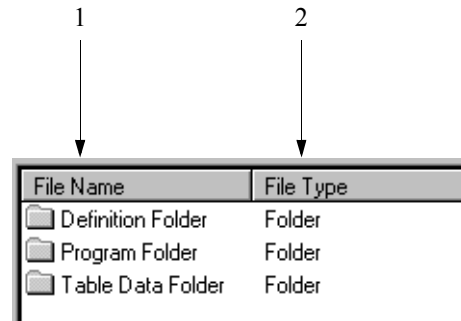 1 2
File Name File Type
Definition Folder Folder
Program Folder Folder
Table Data Folder Folder